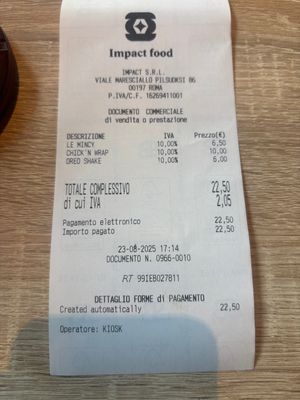 Impact food
IMPACT S.R.L.
VIALE MARESCIALLO PILSUDSKI 86
00197 ROMA
P.IVA/C.F. 16269411001
DOCUMENTO COMMERCIALE
di vendita o prestazione
DESCRIZIONE IVA Prezzo(€)
LE MINCY 10,00% 6,50
CHICK'N WRAP 10,00% 10,00
OREO SHAKE 10,00% 6,00
TOTALE COMPLESSIVO 22,50
di cui IVA 2,05
Pagamento elettronico 22,50
Importo pagato 22,50
23-08-2025 17:14
DOCUMENTO N. 0966-0010
RT 99IEB027811
DETTAGLIO FORME di PAGAMENTO
Created automatically 22,50
Operatore: KIOSK